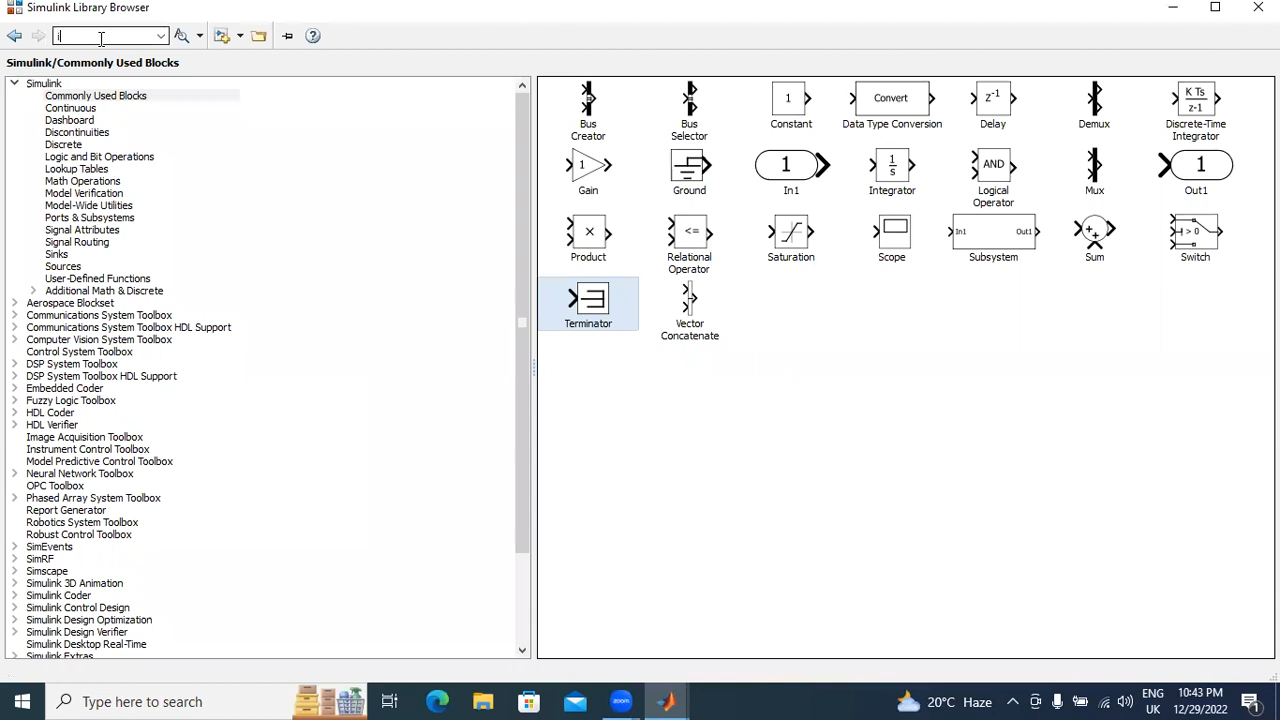 Simulink Library Browser
i
Simulink/Commonly Used Blocks
Simulink
Commonly Used Blocks
Continuous
Dashboard
Discontinuities
Discrete
Logic and Bit Operations
Lookup Tables
Math Operations
Model Verification
Model-Wide Utilities
Ports & Subsystems
Signal Attributes
Signal Routing
Sinks
Sources
User-Defined Functions
Additional Math & Discrete
Aerospace Blockset
Communications System Toolbox
Communications System Toolbox HDL Support
Computer Vision System Toolbox
Control System Toolbox
DSP System Toolbox
DSP System Toolbox HDL Support
Embedded Coder
Fuzzy Logic Toolbox
HDL Coder
HDL Verifier
Image Acquisition Toolbox
Instrument Control Toolbox
Model Predictive Control Toolbox
Neural Network Toolbox
OPC Toolbox
Phased Array System Toolbox
Report Generator
Robotics System Toolbox
Robust Control Toolbox
SimEvents
SimRF
Simscape
Simulink 3D Animation
Simulink Coder
Simulink Control Design
Simulink Design Optimization
Simulink Design Verifier
Simulink Desktop Real-Time
Simulink Extras
Bus
Creator
Bus
Selector
1
Constant
Convert
Data Type Conversion
z-1
Delay
Demux
K Ts
z-1
Discrete-Time
Integrator
1
Gain
Ground
1
In1
1
s
Integrator
AND
Logical
Operator
Mux
1
Out1
×
Product
<=
Relational
Operator
Saturation
Scope
In1 Out1
Subsystem
+
+
Sum
> 0
Switch
Terminator
Vector
Concatenate
Type here to search
zoom
20°C Haze
ENG
UK
10:43 PM
12/29/2022
1